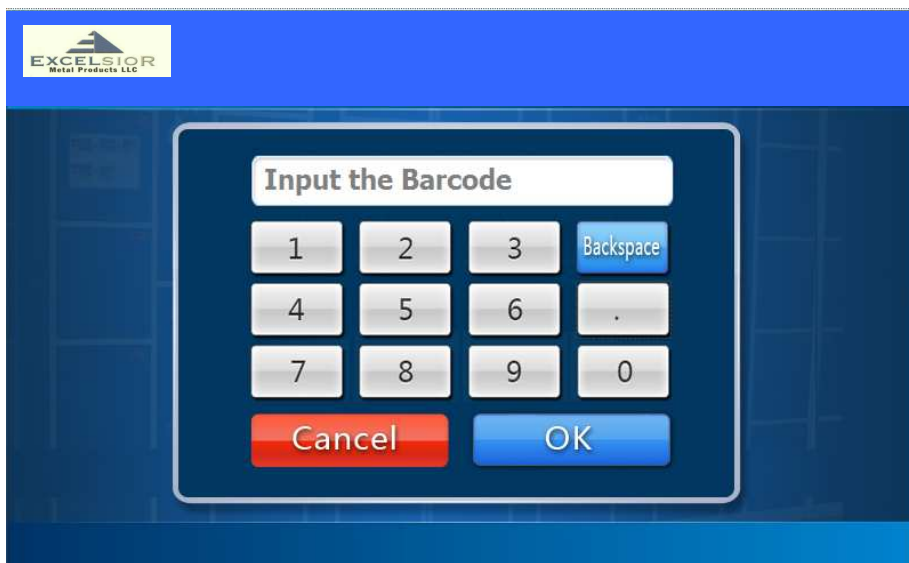 EXCELSIOR
Metal Products LLC
Input the Barcode
1 2 3 Backspace
4 5 6 .
7 8 9 0
Cancel OK